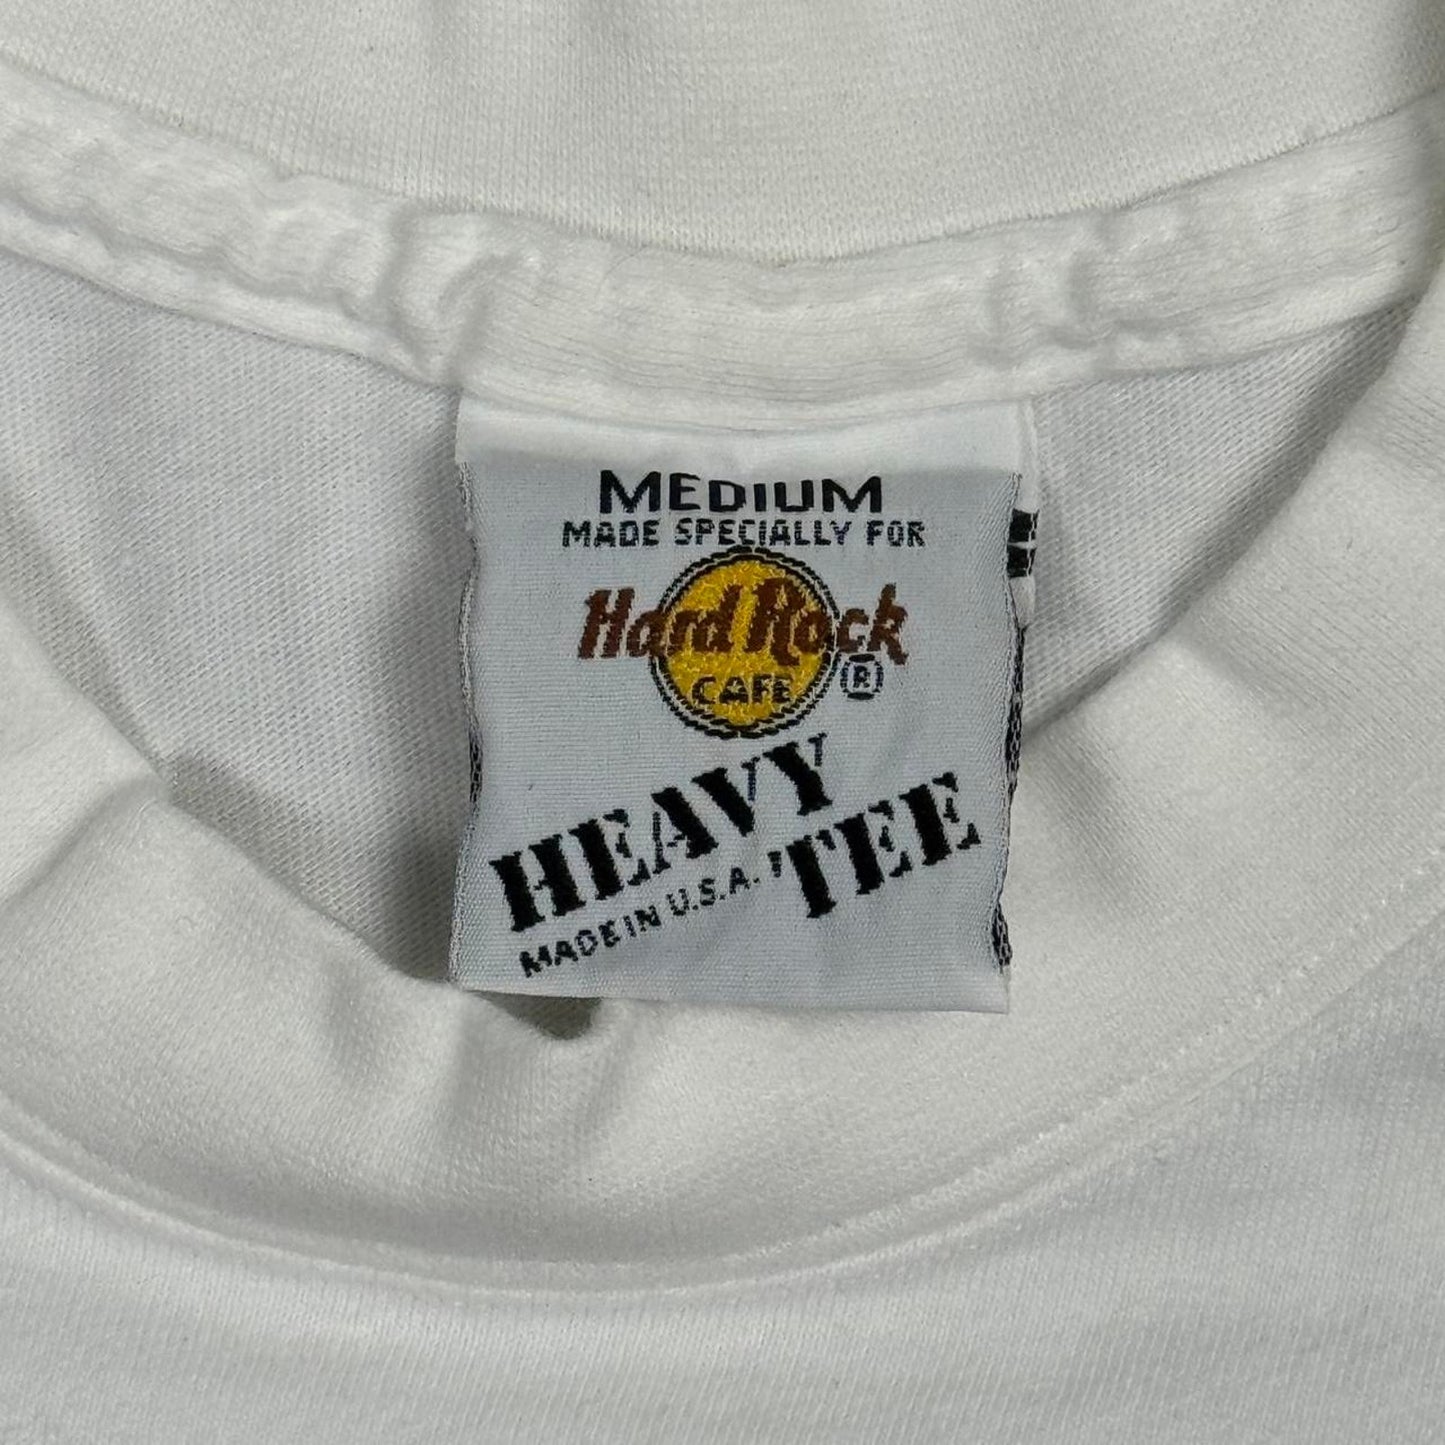 MEDIUM
MADE SPECIALLY FOR
Hard Rock
CAFE ®
HEAVY
'TEE
MADE IN U.S.A.